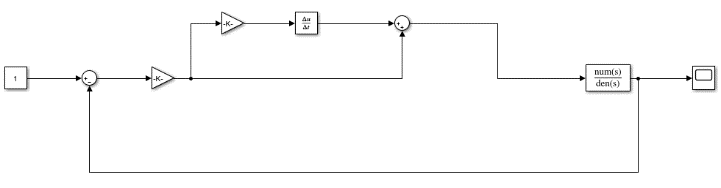 -K-
Δu
Δt
+
+
1
+
−
-K-
num(s)
den(s)